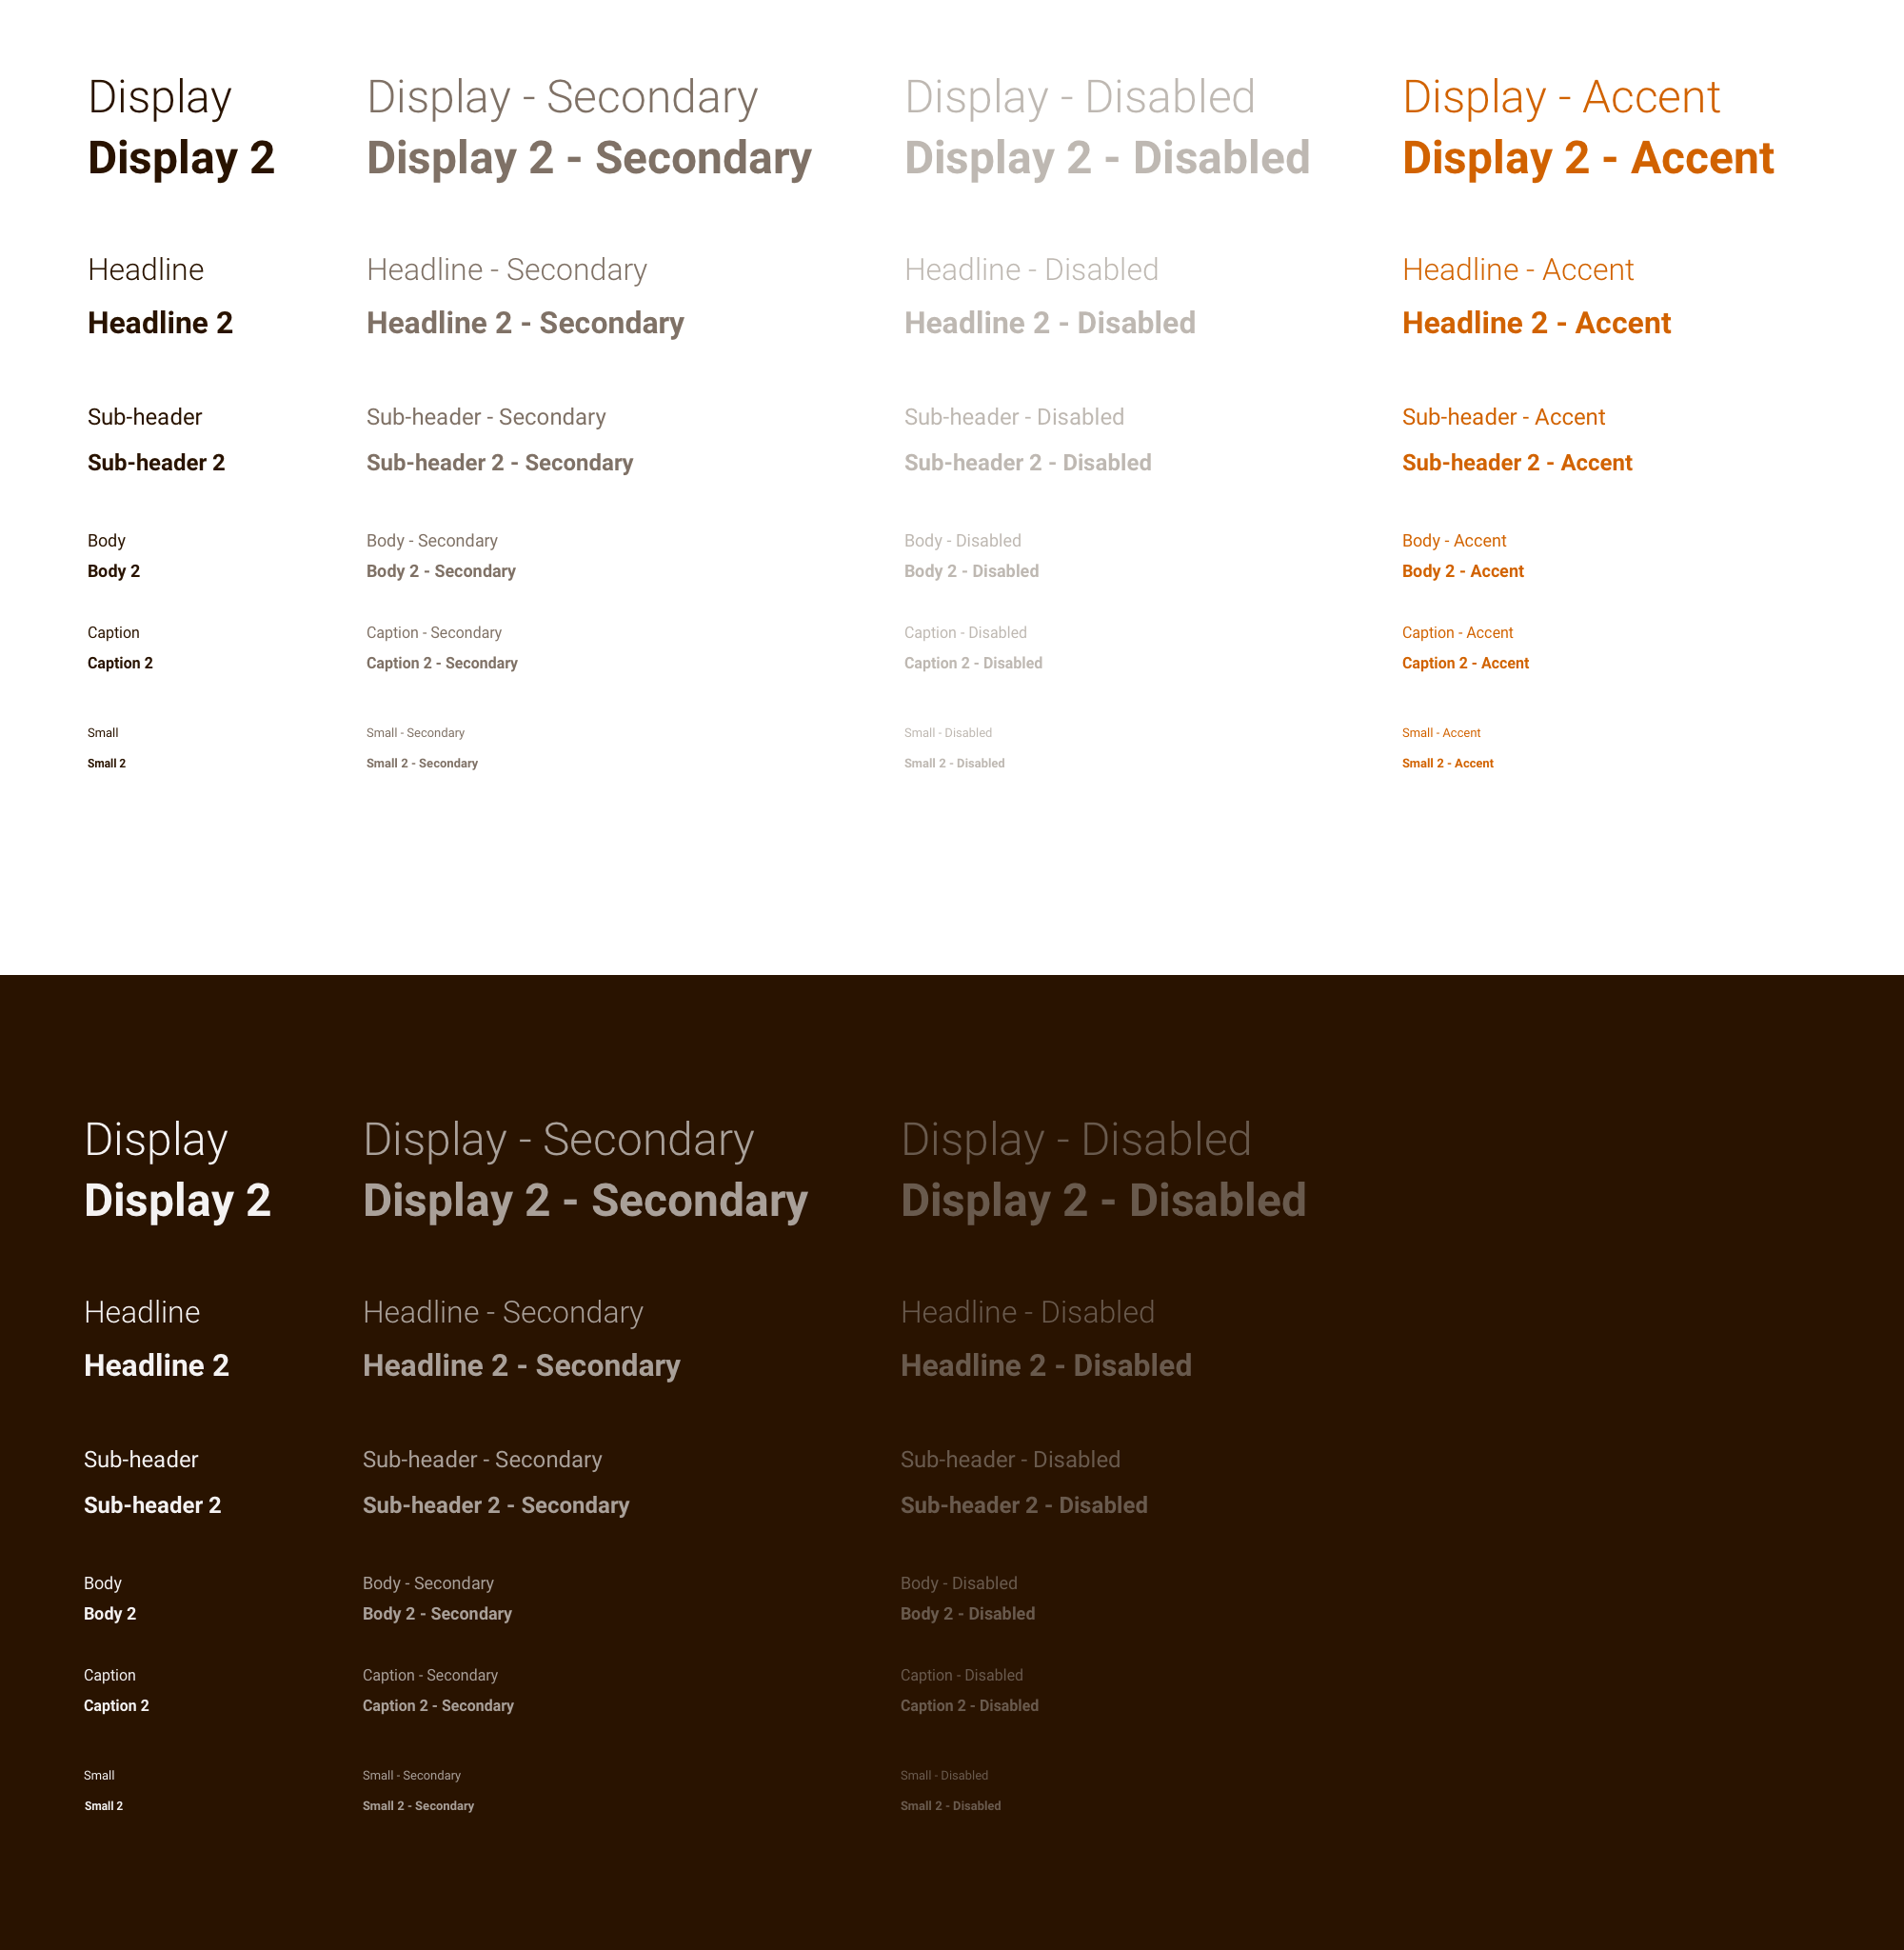 Display Display - Secondary Display - Disabled Display - Accent
Display 2 Display 2 - Secondary Display 2 - Disabled Display 2 - Accent
Headline Headline - Secondary Headline - Disabled Headline - Accent
Headline 2 Headline 2 - Secondary Headline 2 - Disabled Headline 2 - Accent
Sub-header Sub-header - Secondary Sub-header - Disabled Sub-header - Accent
Sub-header 2 Sub-header 2 - Secondary Sub-header 2 - Disabled Sub-header 2 - Accent
Body Body - Secondary Body - Disabled Body - Accent
Body 2 Body 2 - Secondary Body 2 - Disabled Body 2 - Accent
Caption Caption - Secondary Caption - Disabled Caption - Accent
Caption 2 Caption 2 - Secondary Caption 2 - Disabled Caption 2 - Accent
Small Small - Secondary Small - Disabled Small - Accent
Small 2 Small 2 - Secondary Small 2 - Disabled Small 2 - Accent
Display Display - Secondary Display - Disabled
Display 2 Display 2 - Secondary Display 2 - Disabled
Headline Headline - Secondary Headline - Disabled
Headline 2 Headline 2 - Secondary Headline 2 - Disabled
Sub-header Sub-header - Secondary Sub-header - Disabled
Sub-header 2 Sub-header 2 - Secondary Sub-header 2 - Disabled
Body Body - Secondary Body - Disabled
Body 2 Body 2 - Secondary Body 2 - Disabled
Caption Caption - Secondary Caption - Disabled
Caption 2 Caption 2 - Secondary Caption 2 - Disabled
Small Small - Secondary Small - Disabled
Small 2 Small 2 - Secondary Small 2 - Disabled